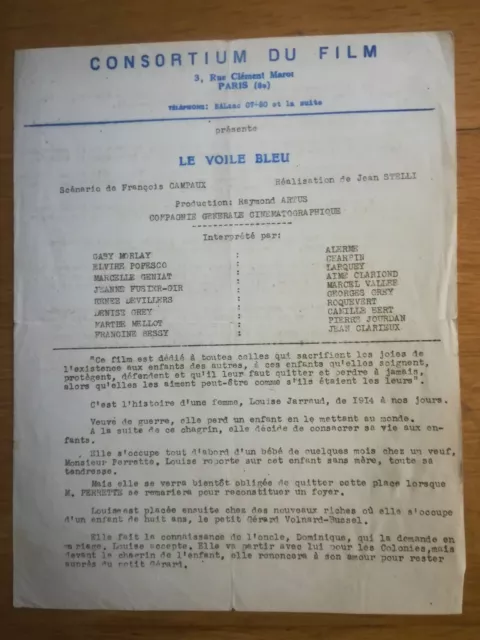 CONSORTIUM DU FILM
3, Rue Clément Marot
PARIS (8e)
TÉLÉPHONE: BALzac 07-80 et la suite
présente
LE VOILE BLEU
Scénario de François CAMPAUX Réalisation de Jean STELLI
Production: Raymond ARTUS
COMPAGNIE GENERALE CINEMATOGRAPHIQUE
--------------------
Interprété par:
GABY MORLAY : ALERME
ELVIRE POPESCO : CHARPIN
MARCELLE GENIAT : LARQUEY
JEANNE FUSIER-GIR : AIME CLARIOND
RENEE DEVILLERS : MARCEL VALLEE
DENISE GREY : GEORGES GREY
MARTHE MELLOT : ROQUEVERT
FRANCINE BESSY : CAMILLE BERT
PIERRE JOURDAN
JEAN CLARIEUX
"Ce film est dédié à toutes celles qui sacrifient les joies de
l'existence aux enfants des autres, à ces enfants qu'elles soignent,
protègent, défendent et qu'il leur faut quitter et perdre à jamais,
alors qu'elles les aiment peut-être comme s'ils étaient les leurs".
C'est l'histoire d'une femme, Louise Jarraud, de 1914 à nos jours.
Veuve de guerre, elle perd un enfant en le mettant au monde.
A la suite de ce chagrin, elle décide de consacrer sa vie aux en-
fants.
Elle s'occupe tout d'abord d'un bébé de quelques mois chez un veuf,
Monsieur Perrette. Louise reporte sur cet enfant sans mère, toute sa
tendresse.
Mais elle se verra bientôt obligée de quitter cette place lorsque
M. PERRETTE se remariera pour reconstituer un foyer.
Louise est placée ensuite chez des nouveaux riches où elle s'occupe
d'un enfant de huit ans, le petit Gérard Volnard-Bussel.
Elle fait la connaissance de l'oncle, Dominique, qui la demande en
mariage. Louise accepte. Elle va partir avec lui pour les Colonies, mais
devant le chagrin de l'enfant, elle renoncera à son amour pour rester
auprès du petit Gérard.